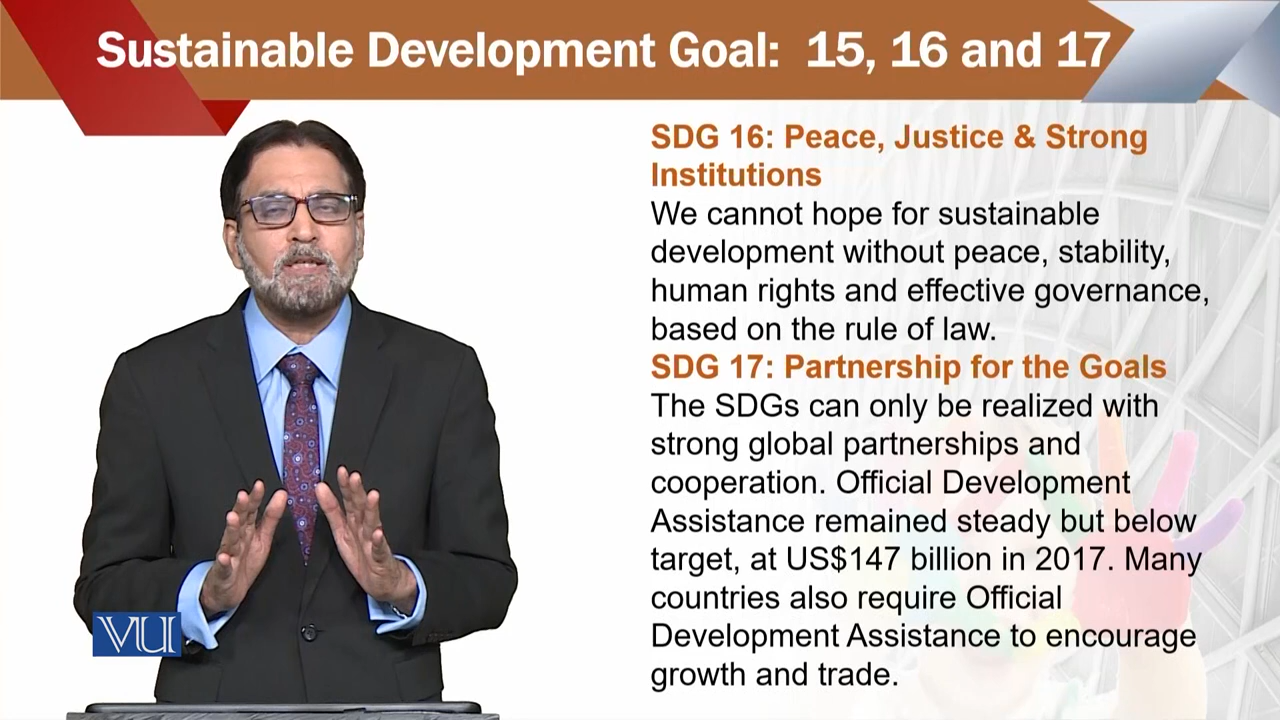 Sustainable Development Goal: 15, 16 and 17
SDG 16: Peace, Justice & Strong
Institutions
We cannot hope for sustainable
development without peace, stability,
human rights and effective governance,
based on the rule of law.
SDG 17: Partnership for the Goals
The SDGs can only be realized with
strong global partnerships and
cooperation. Official Development
Assistance remained steady but below
target, at US$147 billion in 2017. Many
countries also require Official
Development Assistance to encourage
growth and trade.
VU